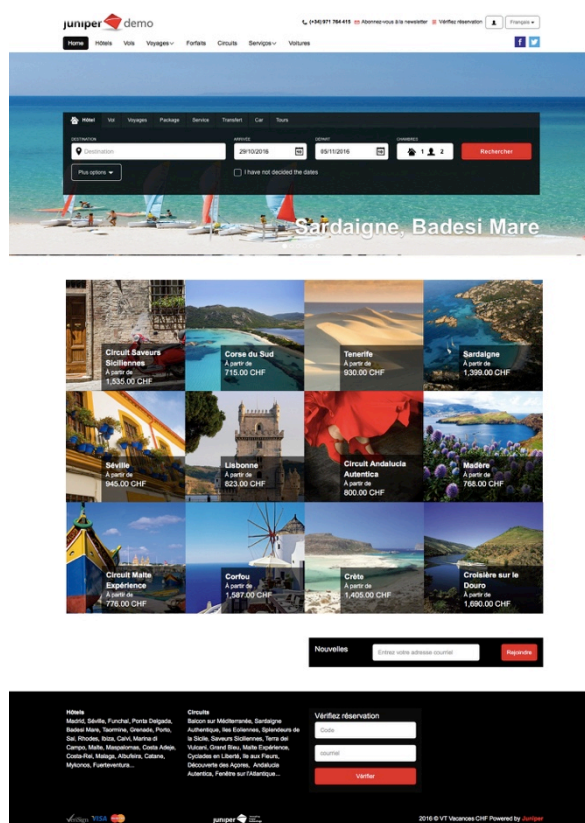 juniper demo
(+34) 871 764 415 Abonnez-vous à la newsletter Vérifiez réservation Français
Home Hôtels Vols Voyages Forfaits Circuits Serviços Voitures
Hôtel Vol Voyages Package Service Transfert Car Tours
DESTINATION ARRIVÉE DÉPART CHAMBRES
Destination 29/10/2016 05/11/2016 1 2 Rechercher
Plus options I have not decided the dates
Sardaigne, Badesi Mare
Circuit Saveurs
Siciliennes
À partir de
1,535.00 CHF
Corse du Sud
À partir de
715.00 CHF
Tenerife
À partir de
930.00 CHF
Sardaigne
À partir de
1,399.00 CHF
Séville
À partir de
945.00 CHF
Lisbonne
À partir de
823.00 CHF
Circuit Andalucia
Autentica
À partir de
800.00 CHF
Madère
À partir de
768.00 CHF
Circuit Malte
Expérience
À partir de
776.00 CHF
Corfou
À partir de
1,587.00 CHF
Crète
À partir de
1,405.00 CHF
Croisière sur le
Douro
À partir de
1,690.00 CHF
Nouvelles Entrez votre adresse courriel Rejoindre
Hôtels
Madrid, Séville, Funchal, Ponta Delgada,
Badesi Mare, Taormine, Grenade, Porto,
Sal, Rhodes, Ibiza, Calvi, Marina di
Campo, Malte, Maspalomas, Costa Adeje,
Costa-Rei, Malaga, Albufeira, Catane,
Mykonos, Fuerteventura...
Circuits
Balcon sur Méditerranée, Sardaigne
Authentique, Iles Eoliennes, Splendeurs de
la Sicile, Saveurs Siciliennes, Terra dei
Vulcani, Grand Bleu, Malte Expérience,
Cyclades en Liberté, Ile aux Fleurs,
Découverte des Açores, Andalucia
Autentica, Fenêtre sur l'Atlantique...
Vérifiez réservation
Code
courriel
Vérifier
VeriSign VISA MasterCard
juniper
2016 © VT Vacances CHF Powered by Juniper